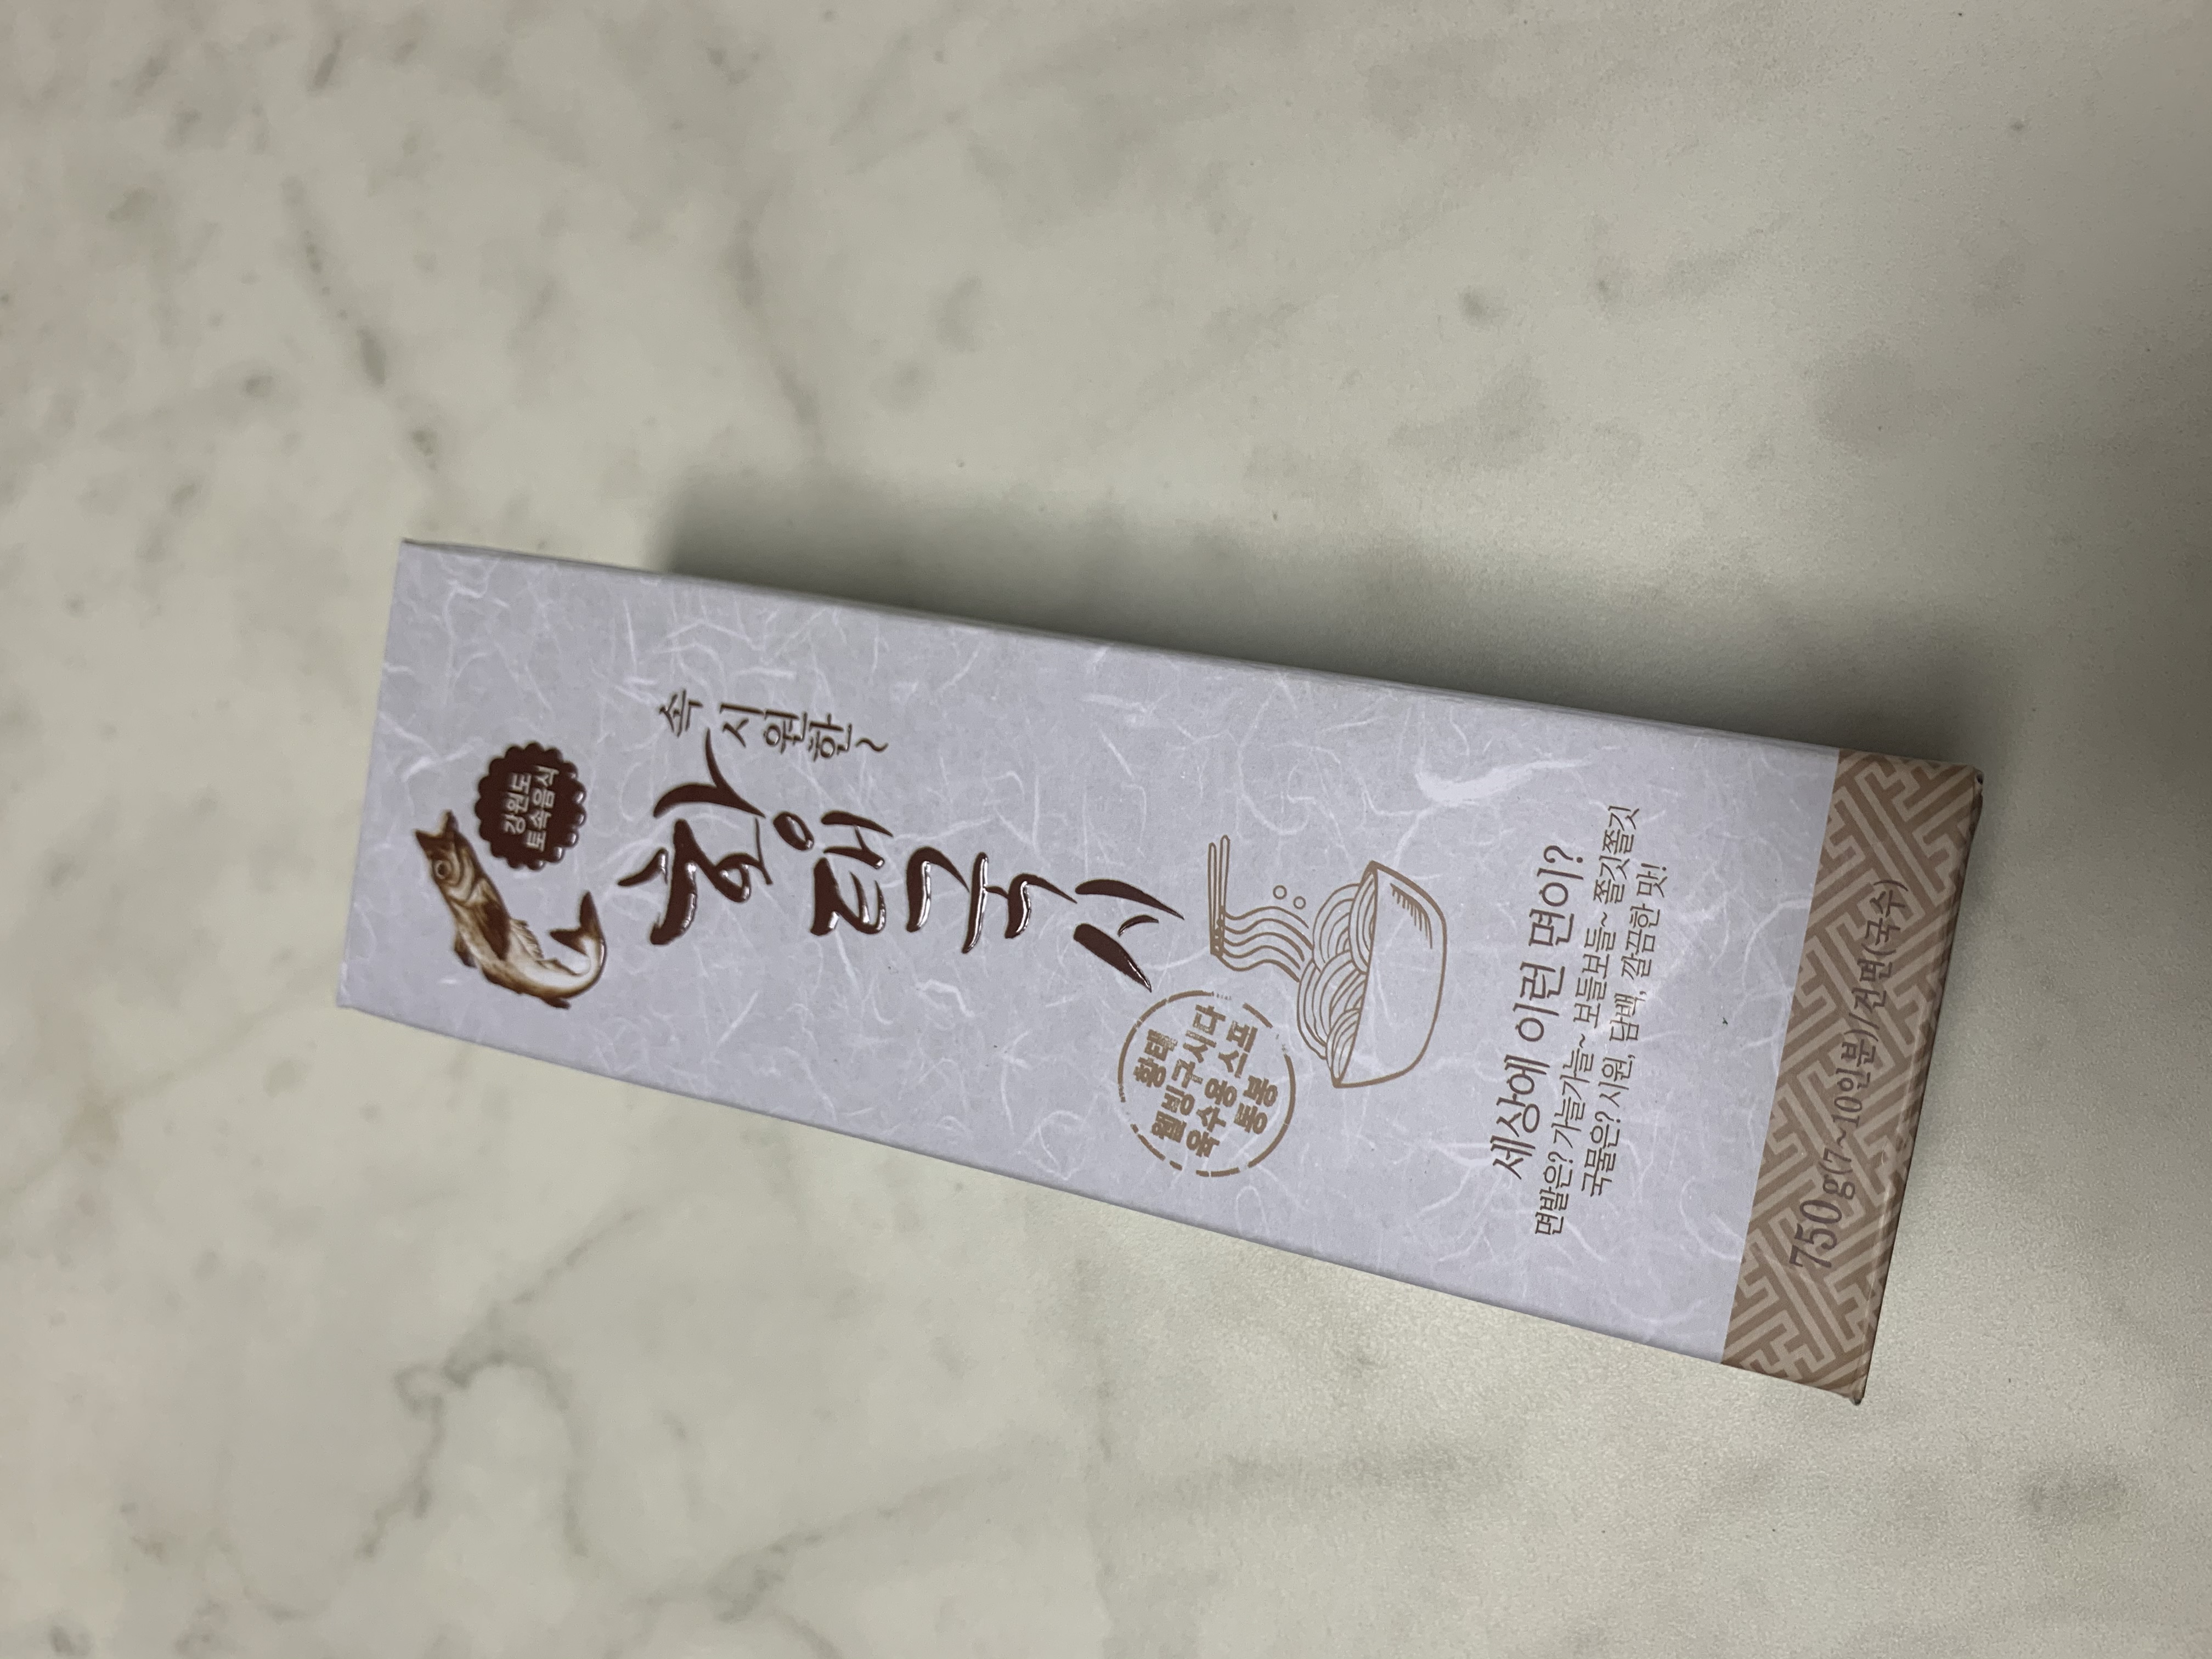 강원도
토속음식
속 시원한~
황태국시
황태
웰빙구시다
육수용 스프
동봉
세상에 이런 면이?
면발은? 가늘가늘~ 보들보들~ 쫄깃쫄깃
국물은? 시원, 담백, 깔끔한 맛!
750g(7~10인분)/건면(국수)